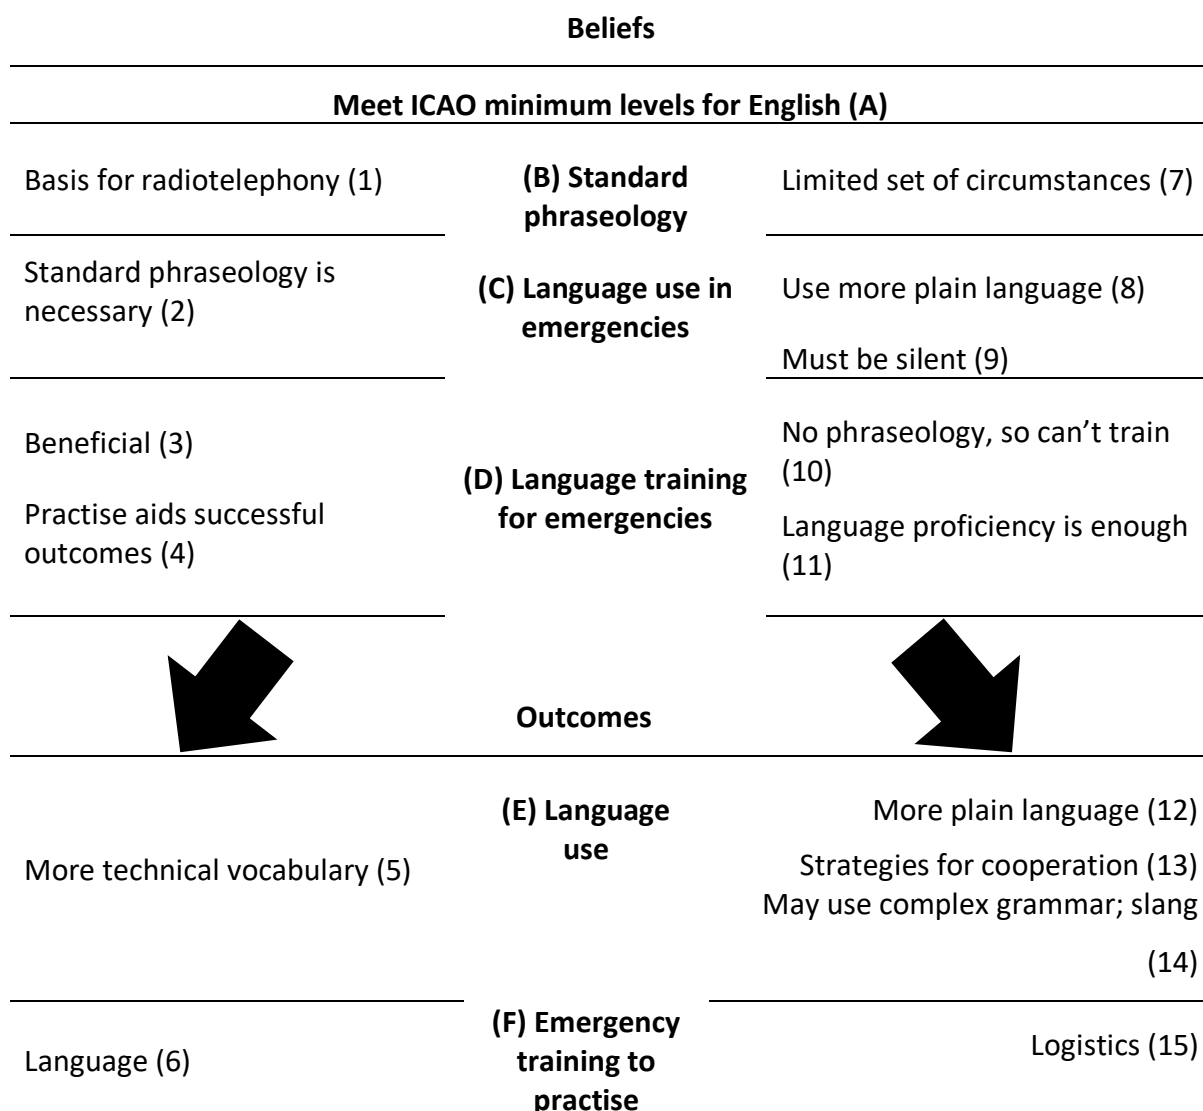 Beliefs
Meet ICAO minimum levels for English (A)
Basis for radiotelephony (1)
(B) Standard
phraseology
Limited set of circumstances (7)
Standard phraseology is
necessary (2)
(C) Language use in
emergencies
Use more plain language (8)
Must be silent (9)
Beneficial (3)
Practise aids successful
outcomes (4)
(D) Language training
for emergencies
No phraseology, so can’t train
(10)
Language proficiency is enough
(11)
Outcomes
More technical vocabulary (5)
(E) Language
use
More plain language (12)
Strategies for cooperation (13)
May use complex grammar; slang
(14)
Language (6)
(F) Emergency
training to
practise
Logistics (15)